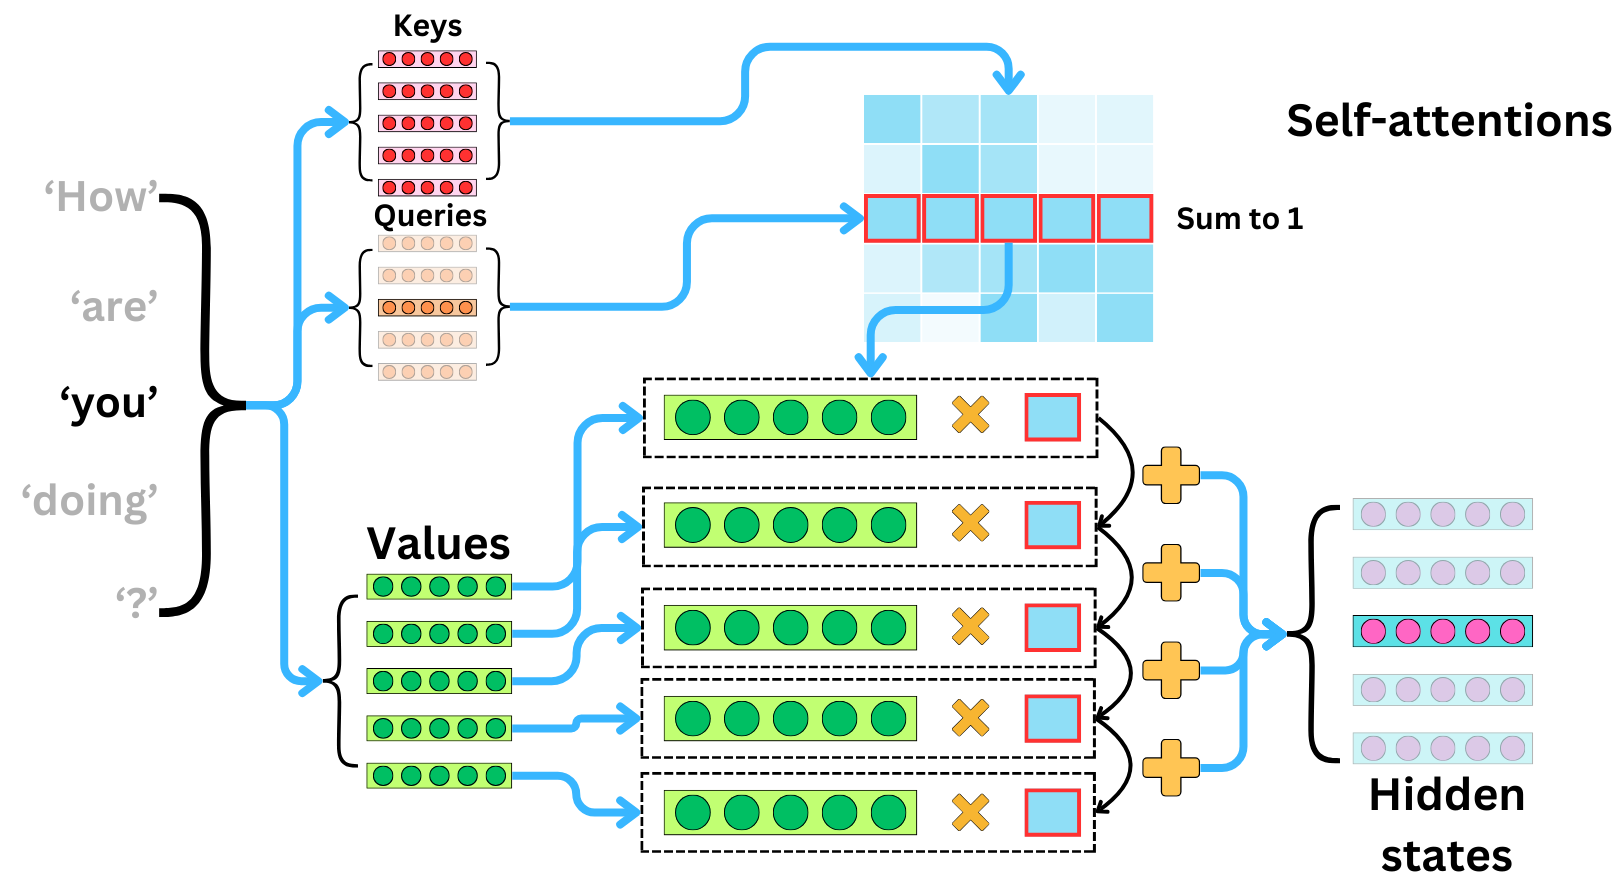 Keys
Self-attentions
‘How’
Queries
Sum to 1
‘are’
‘you’
‘doing’
Values
‘?’
Hidden
states